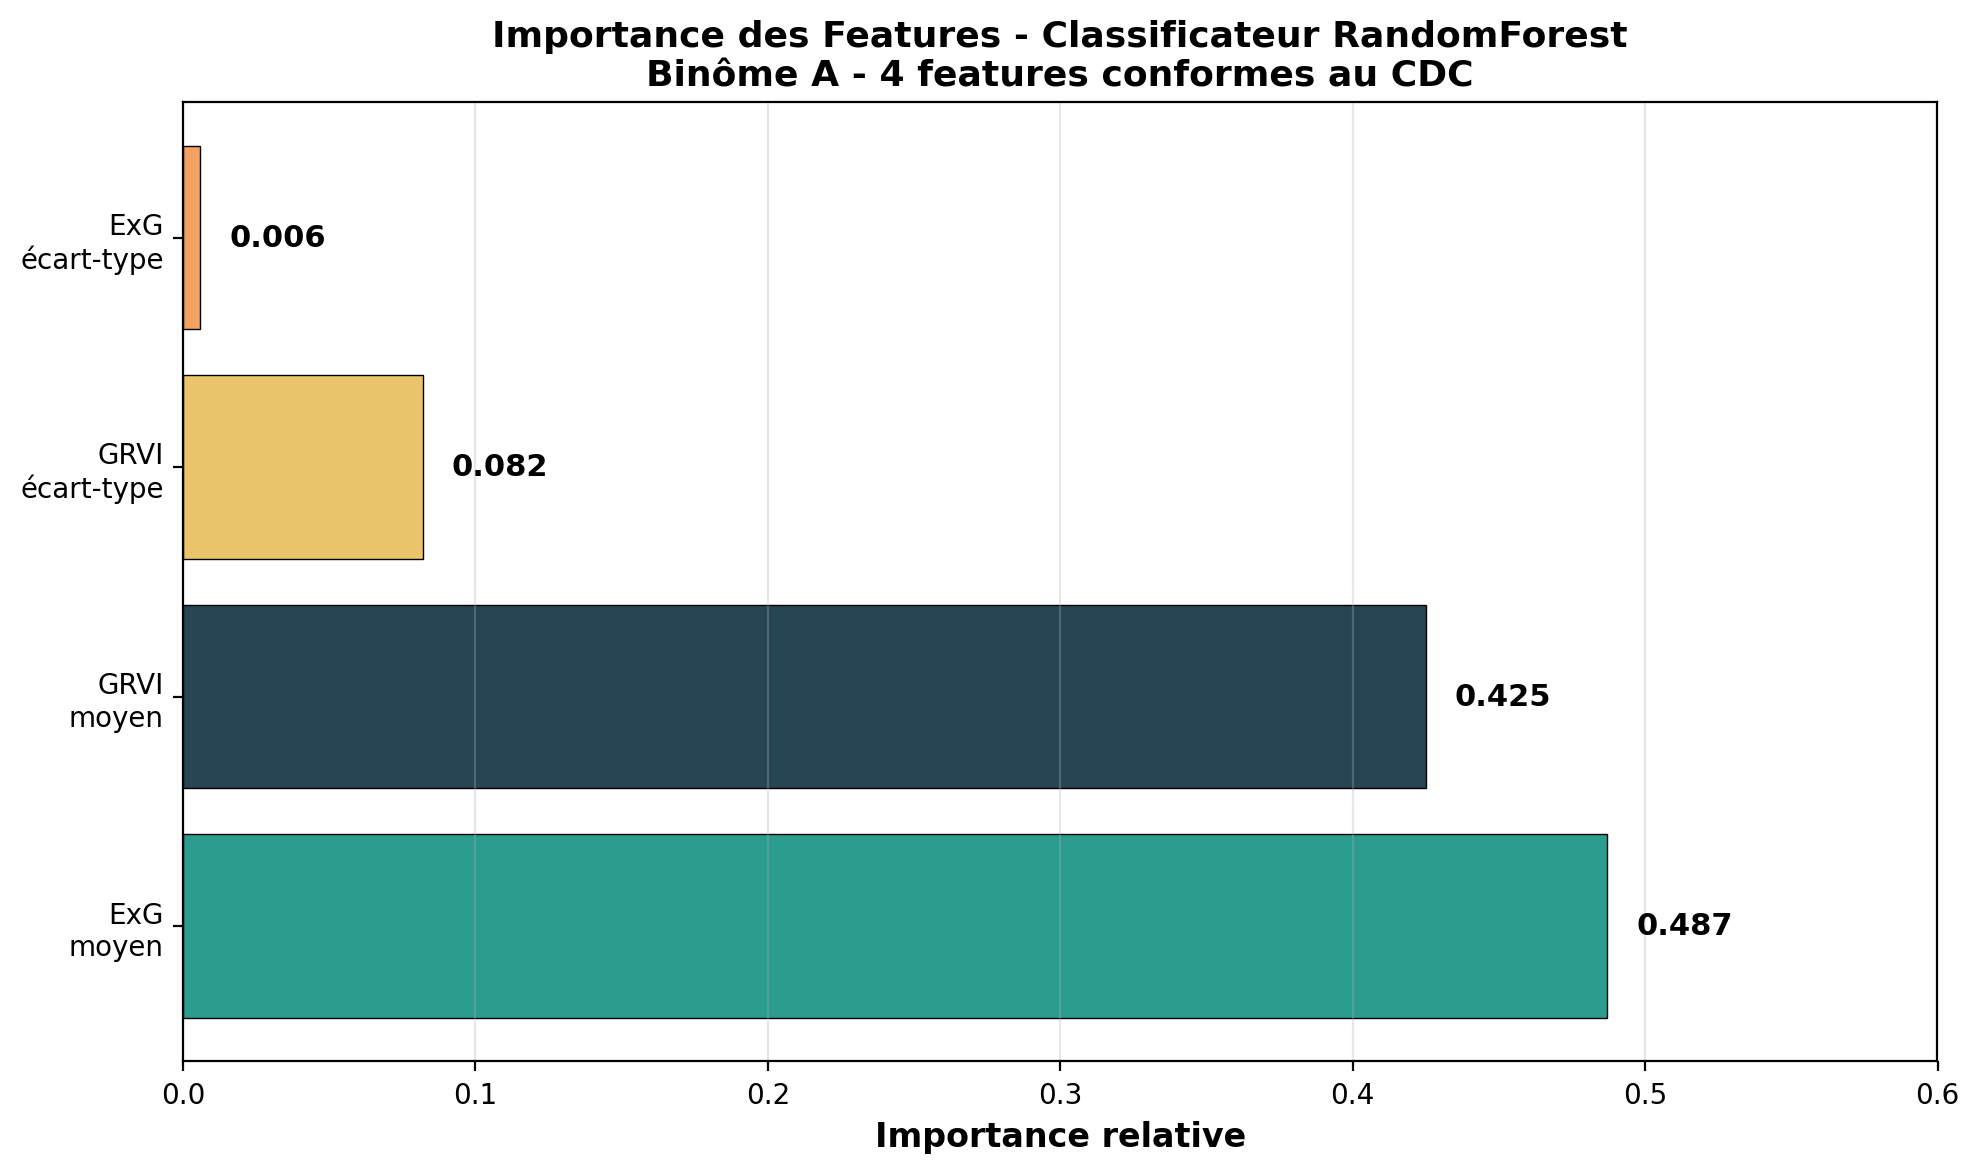 Importance des Features - Classificateur RandomForest
Binôme A - 4 features conformes au CDC
ExG
écart-type
0.006
GRVI
écart-type
0.082
GRVI
moyen
0.425
ExG
moyen
0.487
0.0 0.1 0.2 0.3 0.4 0.5 0.6
Importance relative